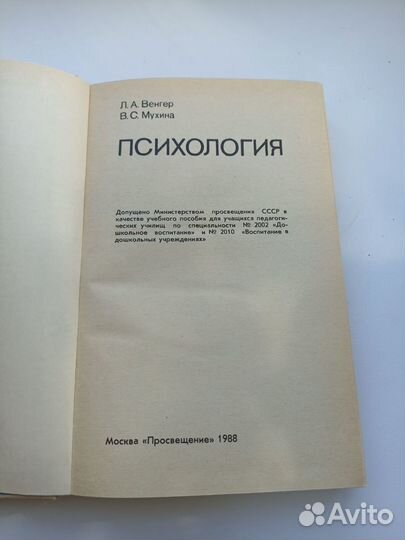 Л. А. Венгер
В. С. Мухина
ПСИХОЛОГИЯ
Допущено Министерством просвещения СССР в
качестве учебного пособия для учащихся педагоги-
ческих училищ по специальности № 2002 «До-
школьное воспитание» и № 2010 «Воспитание в
дошкольных учреждениях»
Москва «Просвещение» 1988
Avito